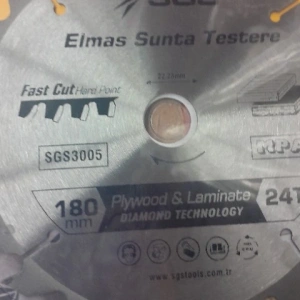 SGS
Elmas Sunta Testere
Fast Cut Hard Point
SGS3005
180 mm
Plywood & Laminate
DIAMOND TECHNOLOGY
24T
www.sgstools.com.tr